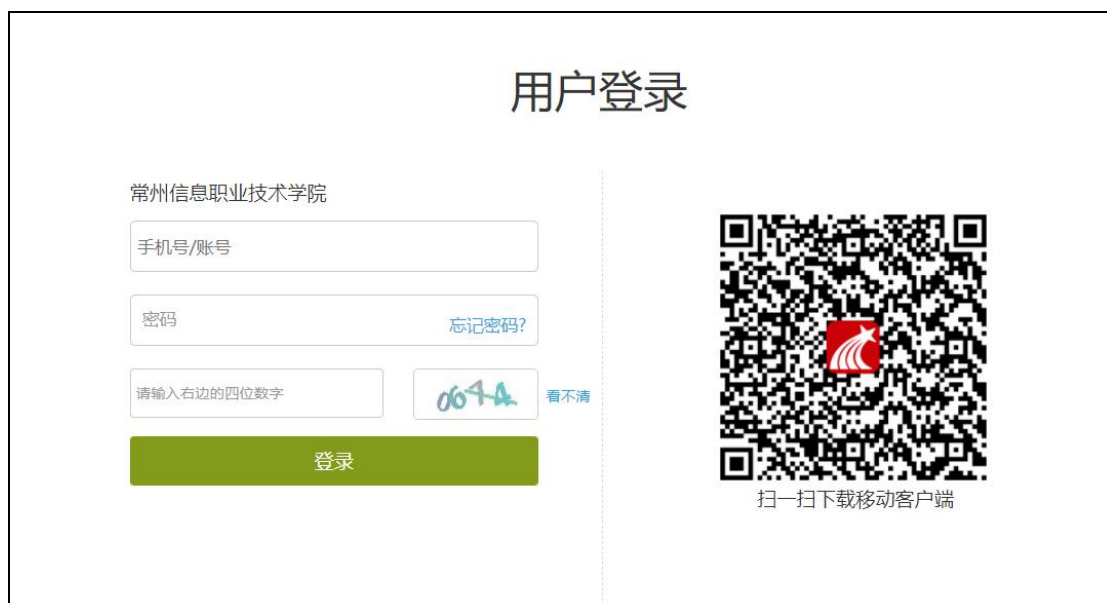 用户登录
常州信息职业技术学院
手机号/账号
密码
忘记密码?
请输入右边的四位数字
看不清
登录
扫一扫下载移动客户端